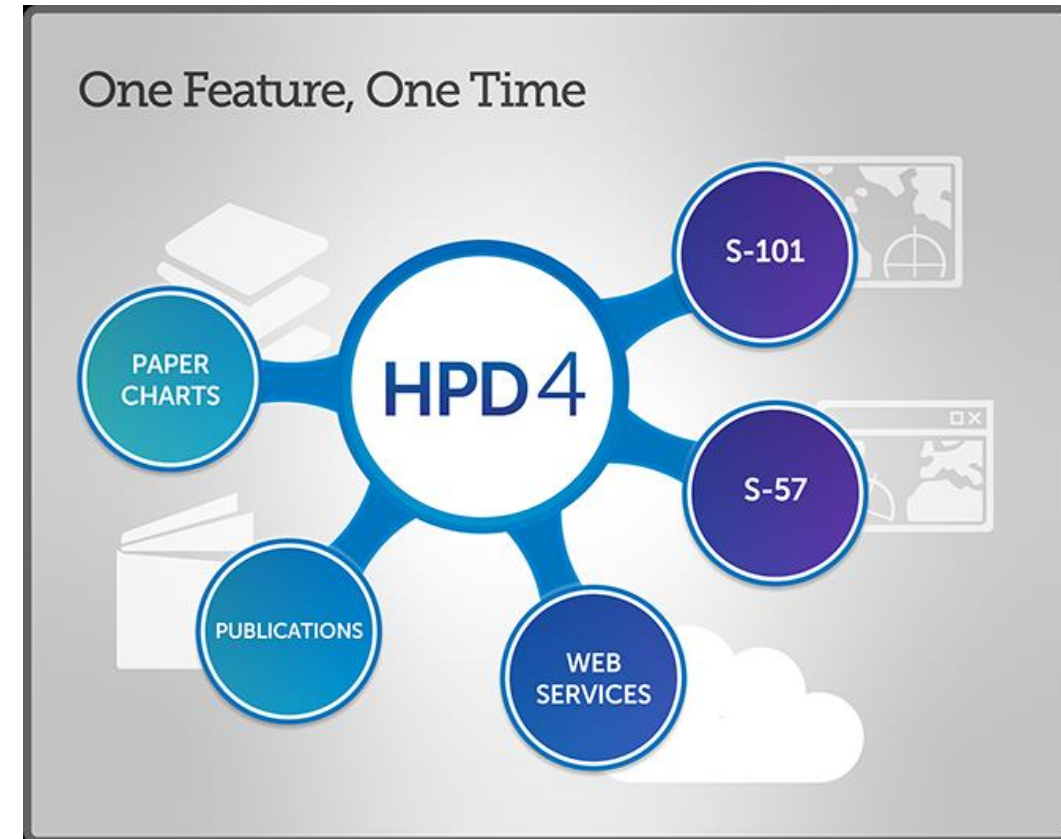 One Feature, One Time
S-101
PAPER
CHARTS
HPD4
S-57
PUBLICATIONS
WEB
SERVICES